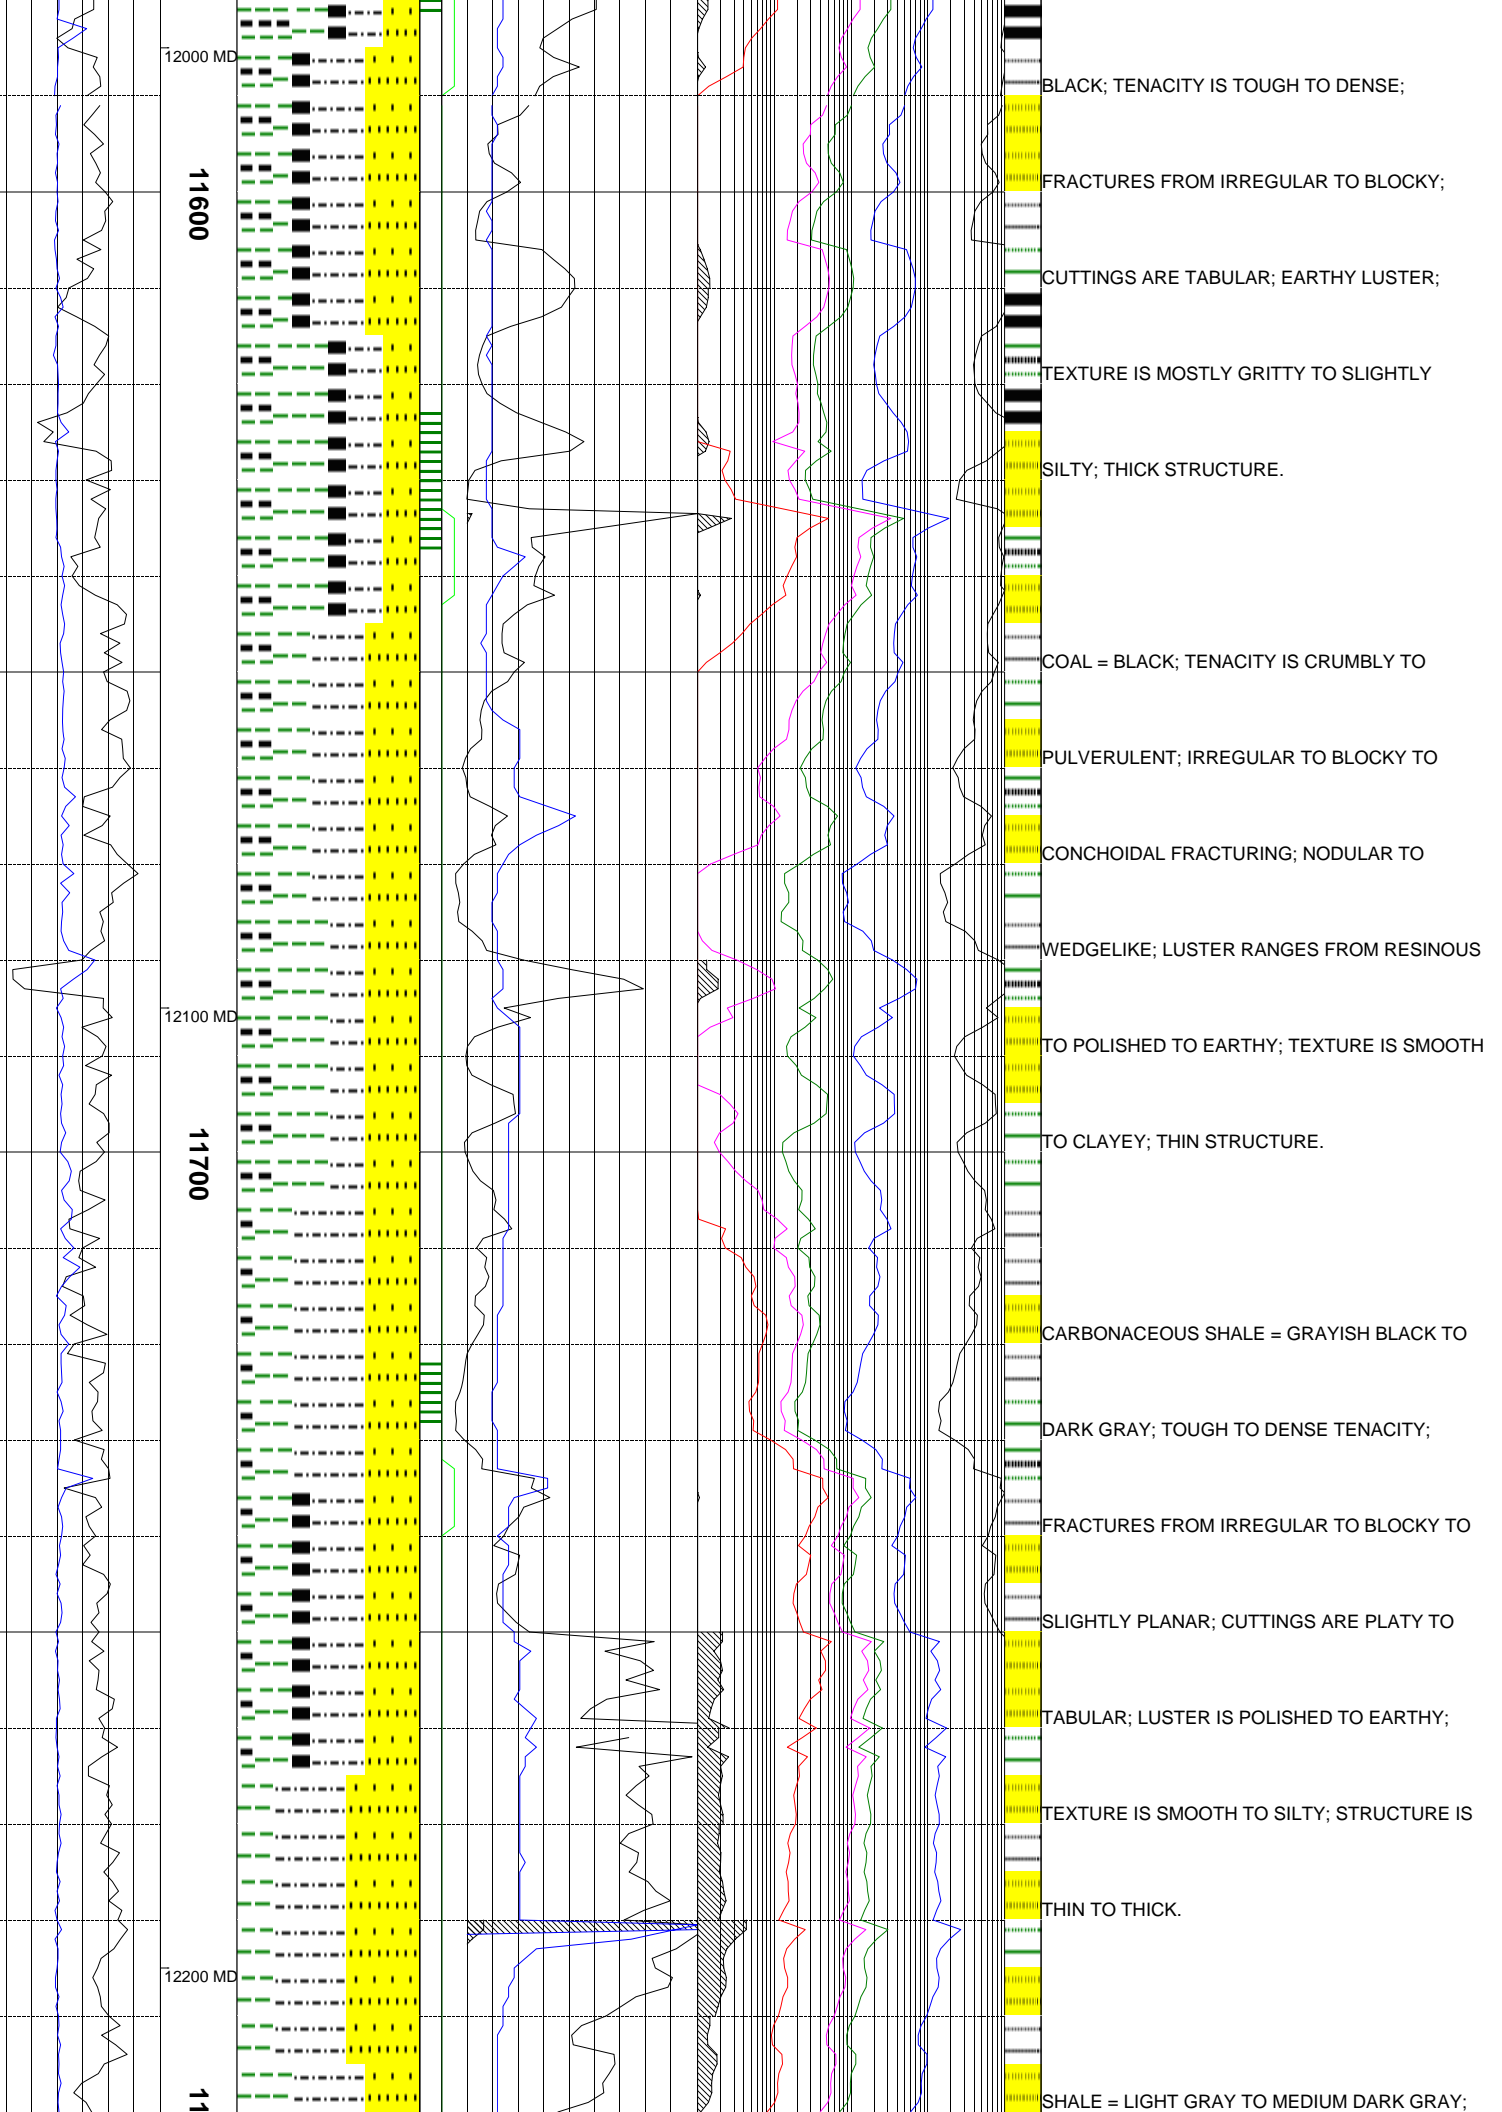 12000 MD
BLACK; TENACITY IS TOUGH TO DENSE;
11600
FRACTURES FROM IRREGULAR TO BLOCKY;
CUTTINGS ARE TABULAR; EARTHY LUSTER;
TEXTURE IS MOSTLY GRITTY TO SLIGHTLY
SILTY; THICK STRUCTURE.
COAL = BLACK; TENACITY IS CRUMBLY TO
PULVERULENT; IRREGULAR TO BLOCKY TO
CONCHOIDAL FRACTURING; NODULAR TO
WEDGELIKE; LUSTER RANGES FROM RESINOUS
12100 MD
TO POLISHED TO EARTHY; TEXTURE IS SMOOTH
TO CLAYEY; THIN STRUCTURE.
11700
CARBONACEOUS SHALE = GRAYISH BLACK TO
DARK GRAY; TOUGH TO DENSE TENACITY;
FRACTURES FROM IRREGULAR TO BLOCKY TO
SLIGHTLY PLANAR; CUTTINGS ARE PLATY TO
TABULAR; LUSTER IS POLISHED TO EARTHY;
TEXTURE IS SMOOTH TO SILTY; STRUCTURE IS
THIN TO THICK.
12200 MD
SHALE = LIGHT GRAY TO MEDIUM DARK GRAY;